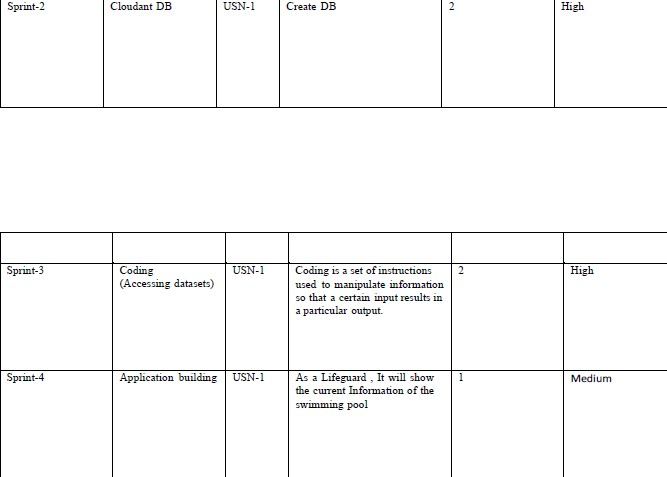 Sprint-2 Cloudant DB USN-1 Create DB 2 High
Sprint-3 Coding USN-1 Coding is a set of instructions 2 High
(Accessing datasets) used to manipulate information
so that a certain input results in
a particular output.
Sprint-4 Application building USN-1 As a Lifeguard , It will show 1 Medium
the current Information of the
swimming pool